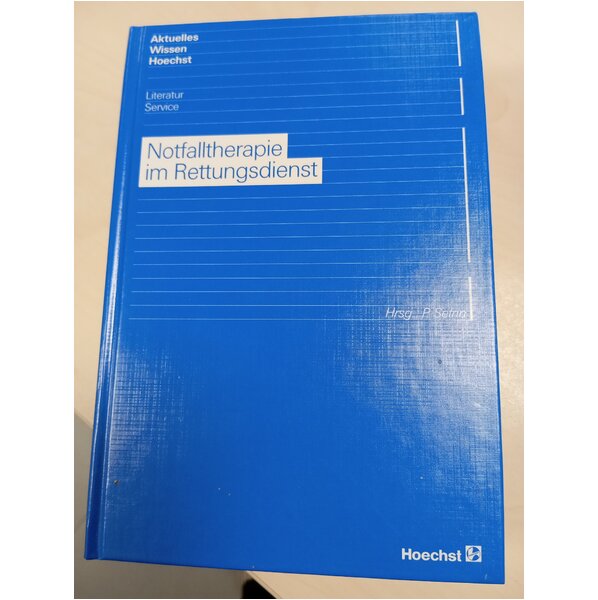 Aktuelles
Wissen
Hoechst
Literatur
Service
Notfalltherapie
im Rettungsdienst
Hrsg. P. Sefrin
Hoechst